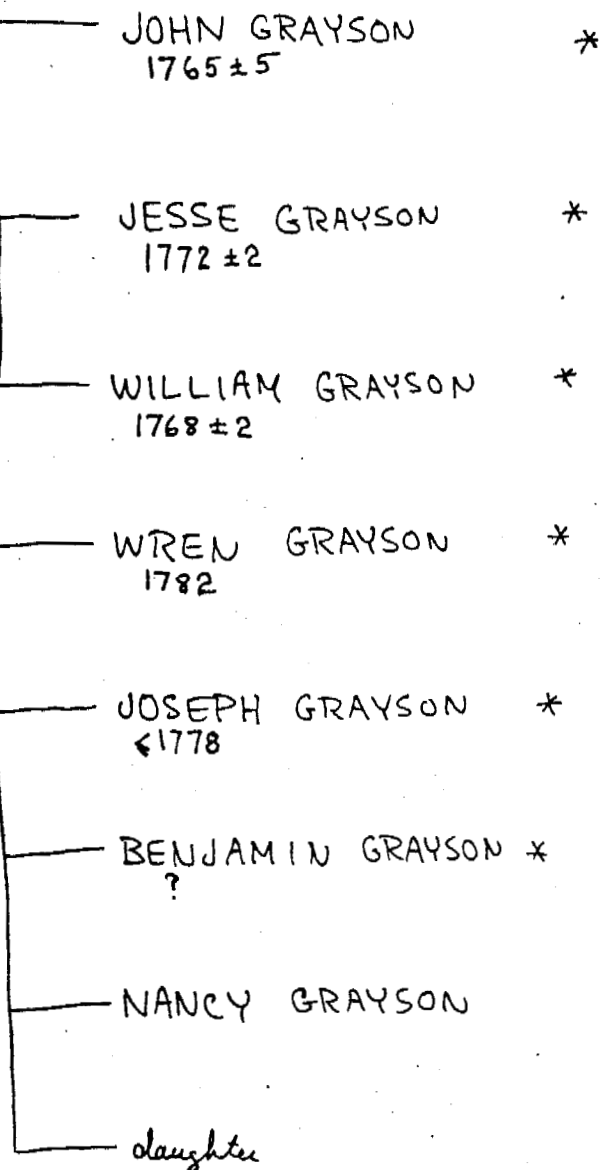 JOHN GRAYSON *
1765 ± 5
JESSE GRAYSON *
1772 ± 2
WILLIAM GRAYSON *
1768 ± 2
WREN GRAYSON *
1782
JOSEPH GRAYSON *
≤1778
BENJAMIN GRAYSON *
?
NANCY GRAYSON
daughter